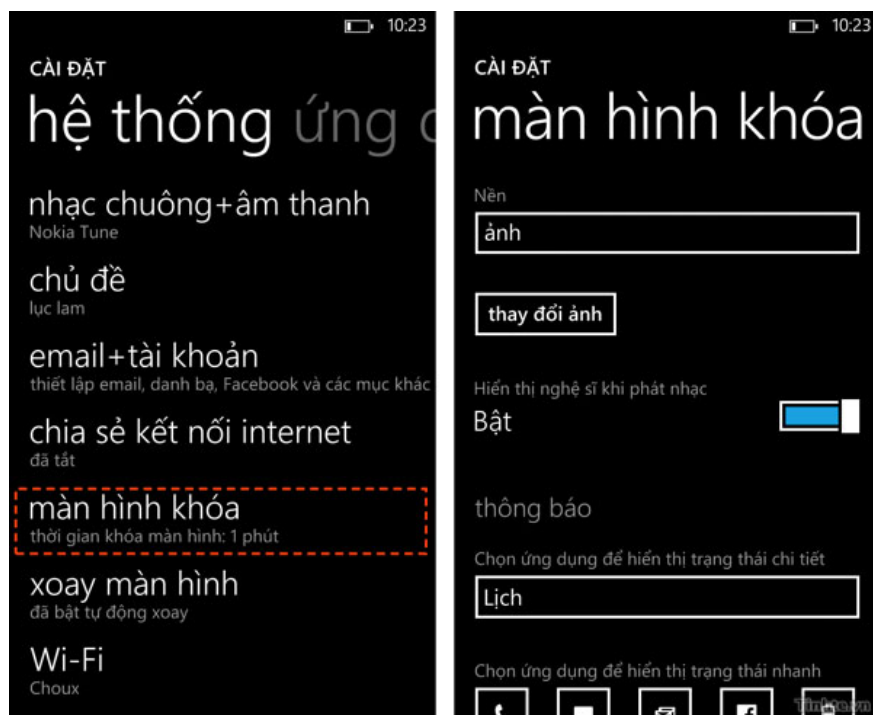 10:23
CÀI ĐẶT
hệ thống ứng
nhạc chuông+âm thanh
Nokia Tune
chủ đề
lục lam
email+tài khoản
thiết lập email, danh bạ, Facebook và các mục khác
chia sẻ kết nối internet
đã tắt
màn hình khóa
thời gian khóa màn hình: 1 phút
xoay màn hình
đã bật tự động xoay
Wi-Fi
Choux
10:23
CÀI ĐẶT
màn hình khóa
Nền
ảnh
thay đổi ảnh
Hiển thị nghệ sĩ khi phát nhạc
Bật
thông báo
Chọn ứng dụng để hiển thị trạng thái chi tiết
Lịch
Chọn ứng dụng để hiển thị trạng thái nhanh
Tinhte.vn